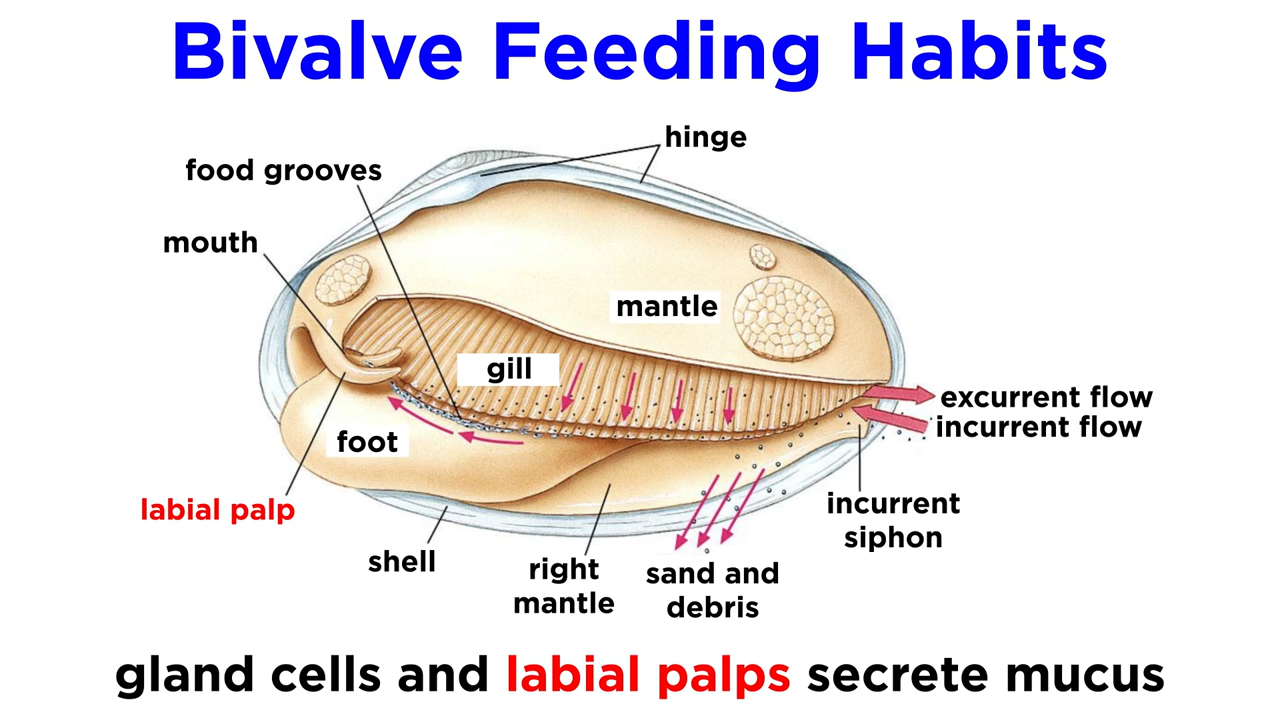 Bivalve Feeding Habits
hinge
food grooves
mouth
mantle
gill
excurrent flow
incurrent flow
foot
labial palp
incurrent
siphon
shell
right
mantle
sand and
debris
gland cells and labial palps secrete mucus